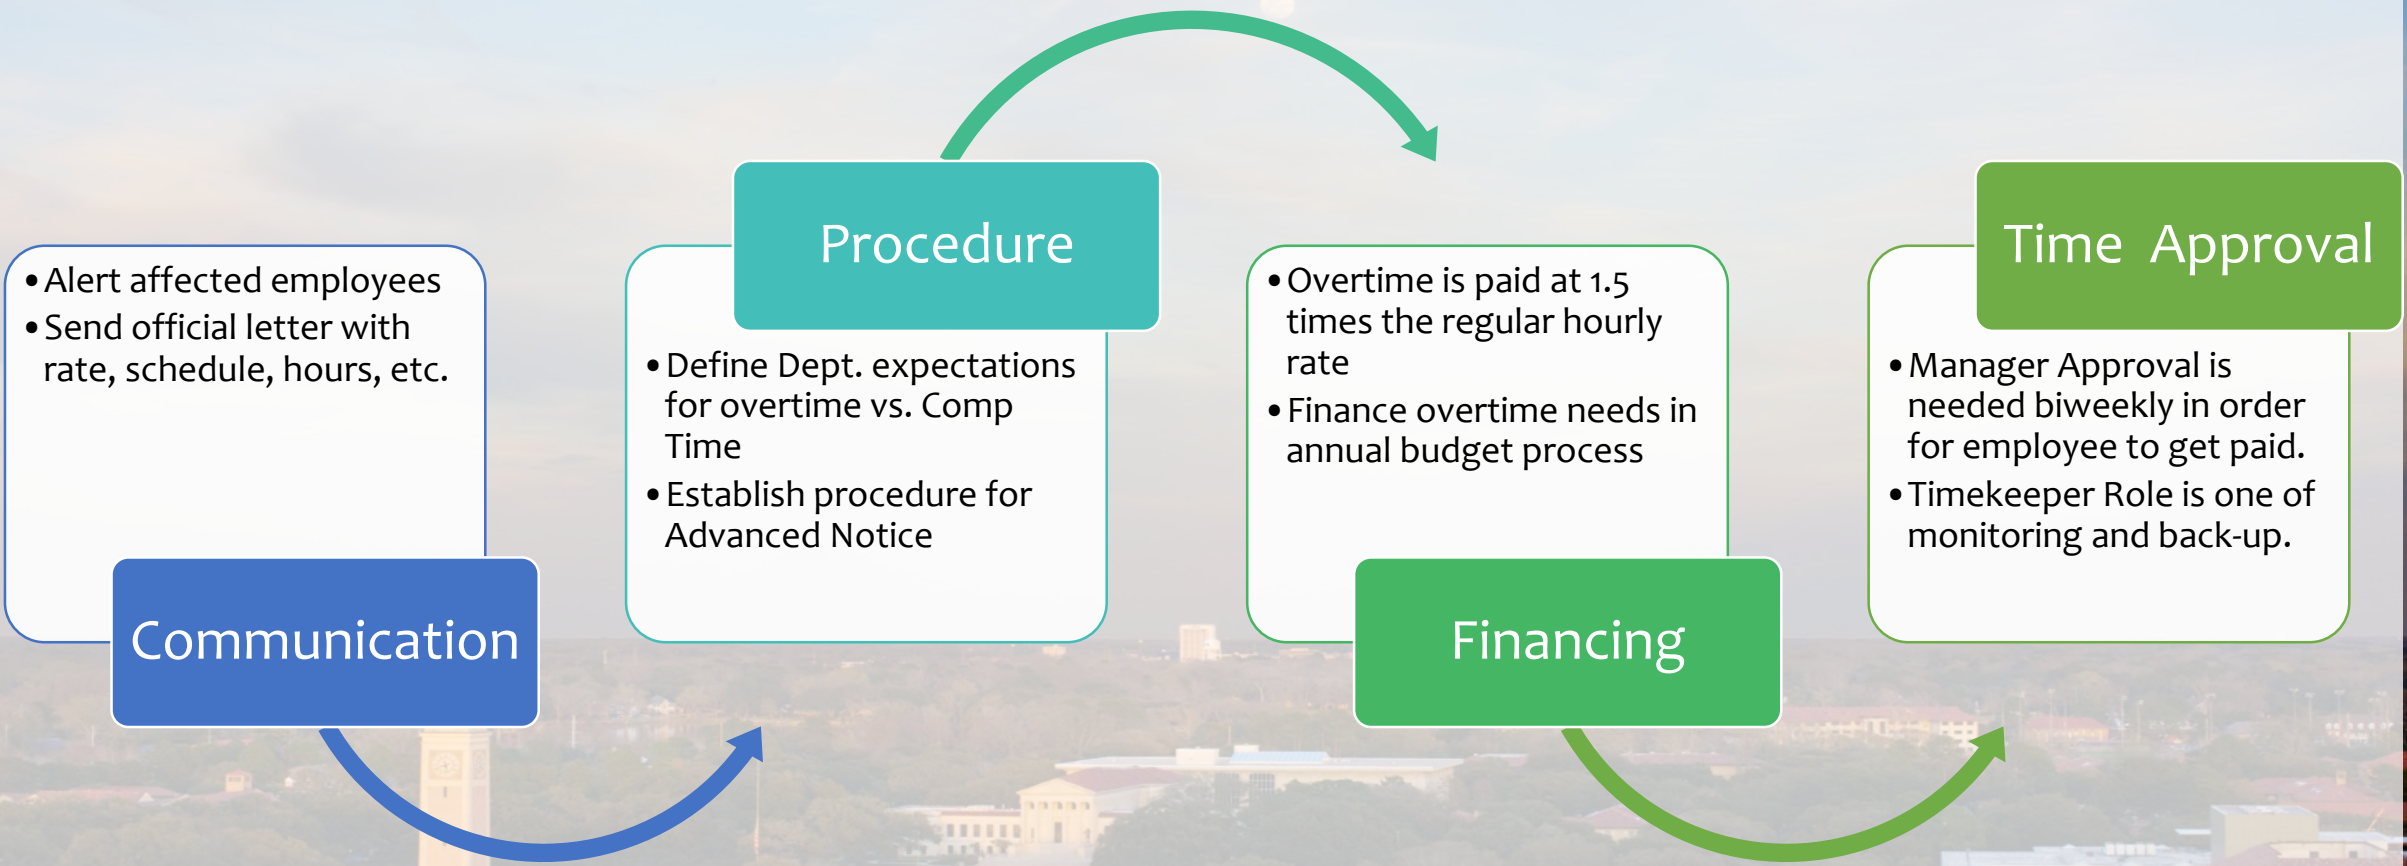 •Alert affected employees
•Send official letter with
rate, schedule, hours, etc.
Communication
Procedure
•Define Dept. expectations
for overtime vs. Comp
Time
•Establish procedure for
Advanced Notice
•Overtime is paid at 1.5
times the regular hourly
rate
•Finance overtime needs in
annual budget process
Financing
Time Approval
•Manager Approval is
needed biweekly in order
for employee to get paid.
•Timekeeper Role is one of
monitoring and back-up.